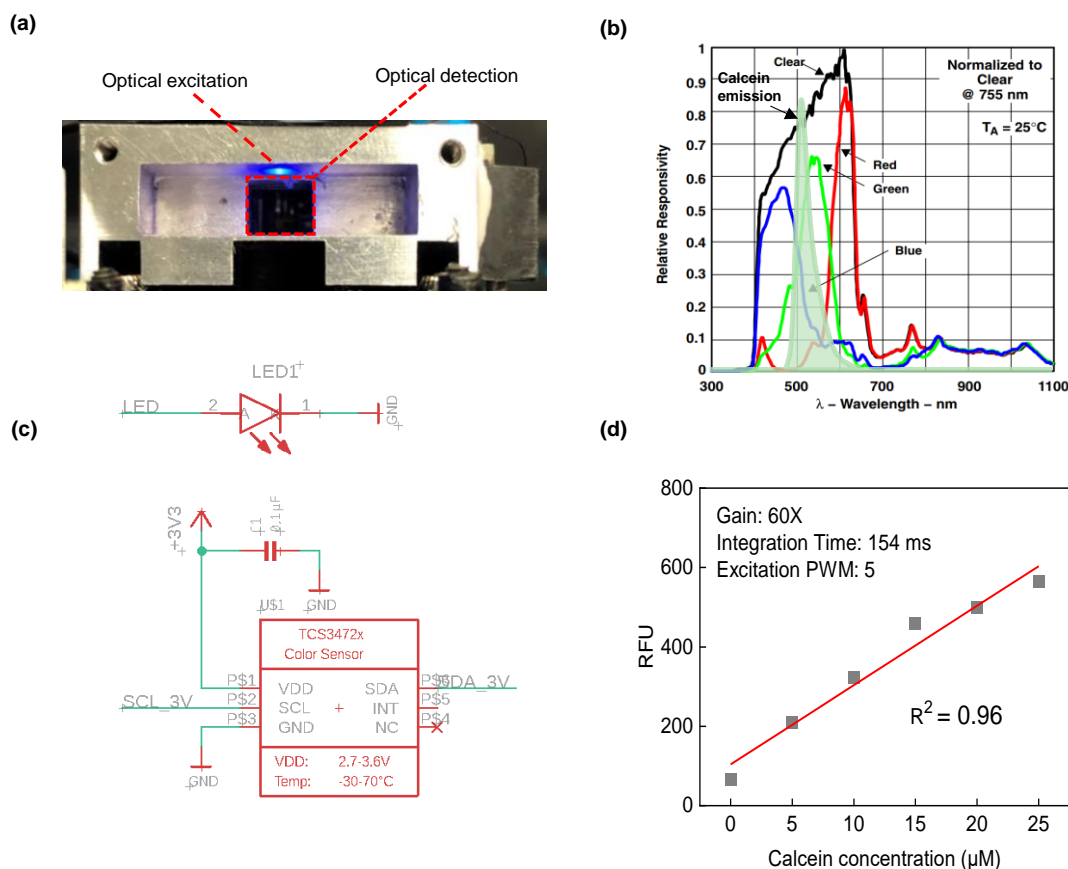 (a)
Optical excitation
Optical detection
(b)
Clear
Calcein
emission
Normalized to
Clear
@ 755 nm
TA = 25°C
Red
Green
Blue
Relative Responsivity
1
0.9
0.8
0.7
0.6
0.5
0.4
0.3
0.2
0.1
0
300 500 700 900 1100
λ – Wavelength – nm
(c)
LED1
LED
2
A
1
GND
+3V3
C1
0.1µF
GND
U$1
TCS3472x
Color Sensor
P$1 VDD SDA P$6 SDA_3V
SCL_3V P$2 SCL INT P$5
P$3 GND NC P$4
VDD: 2.7-3.6V
Temp: -30-70°C
GND
(d)
Gain: 60X
Integration Time: 154 ms
Excitation PWM: 5
R² = 0.96
RFU
800
600
400
200
0
0 5 10 15 20 25
Calcein concentration (µM)